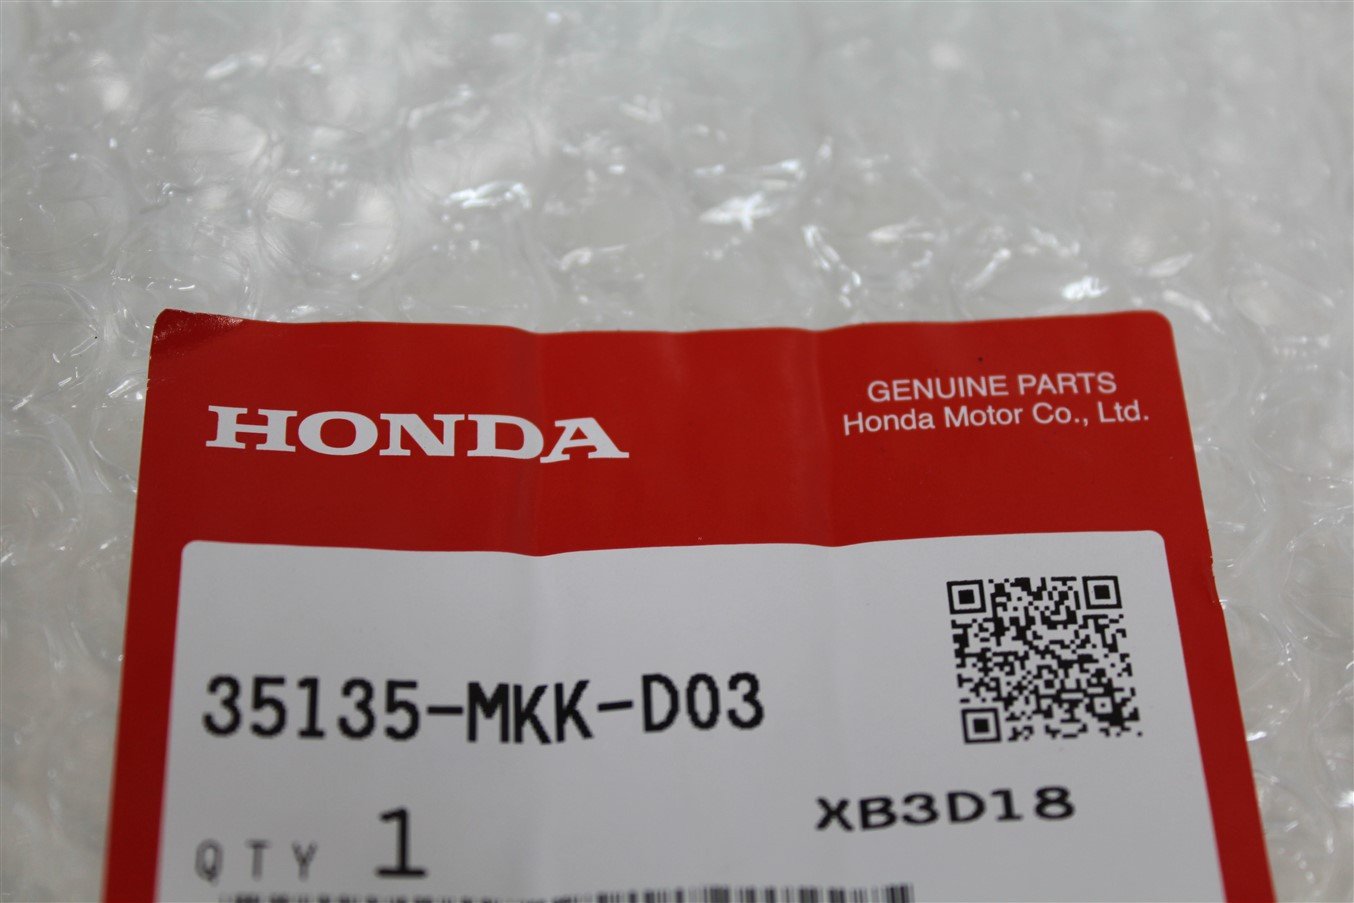 HONDA
GENUINE PARTS
Honda Motor Co., Ltd.
35135-MKK-D03
XB3D18
QTY 1